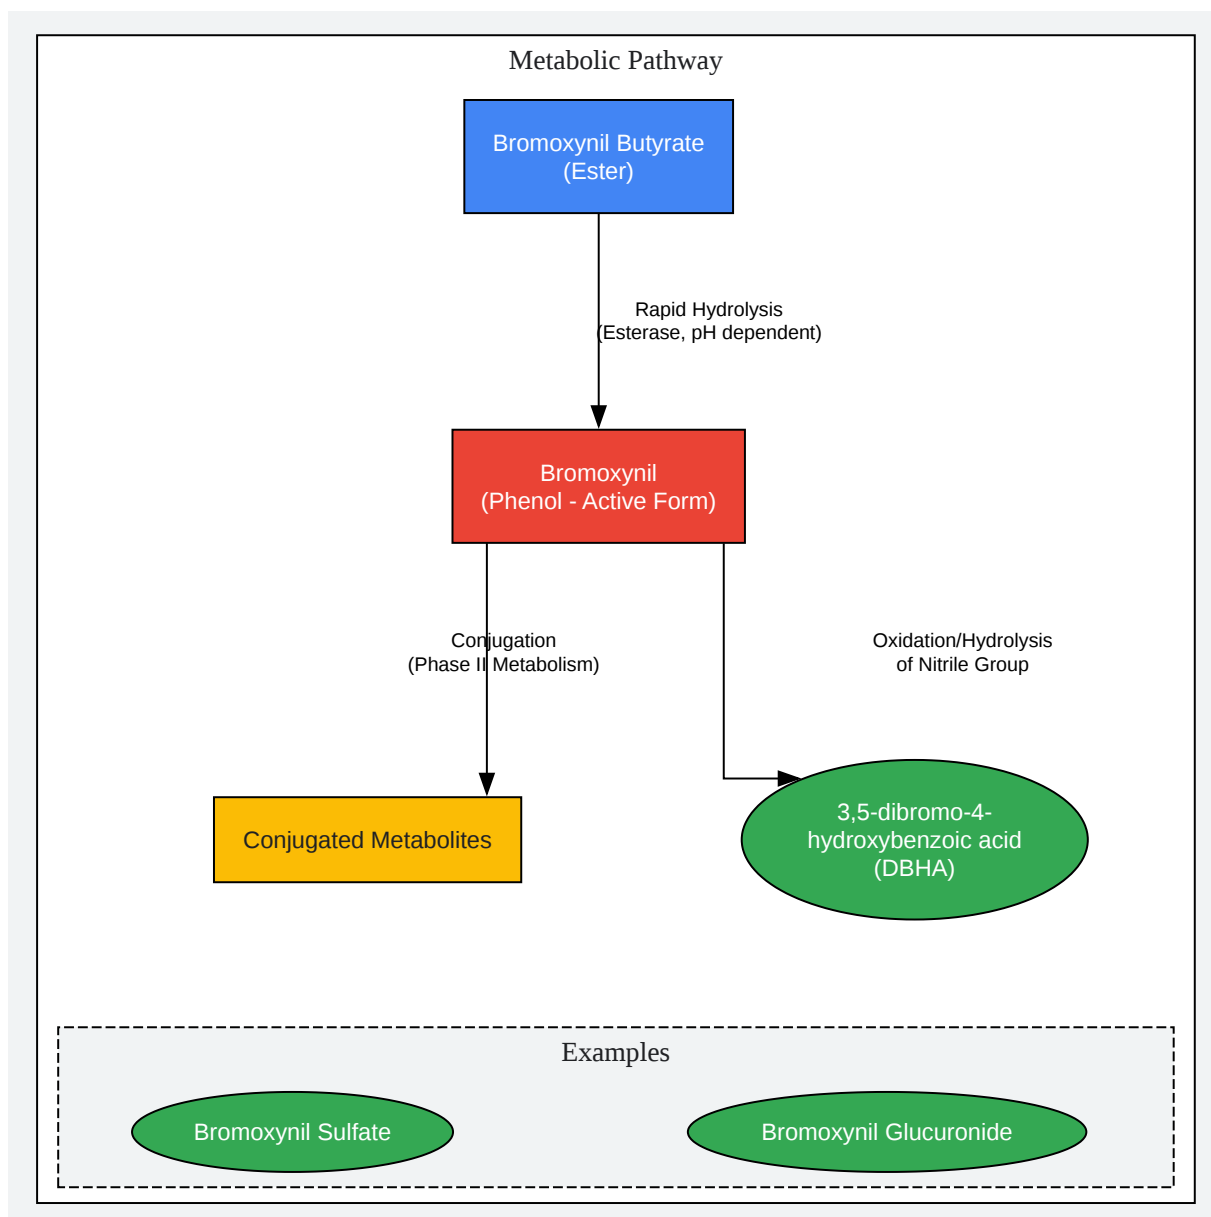 Metabolic Pathway
Bromoxynil Butyrate
(Ester)
Rapid Hydrolysis
(Esterase, pH dependent)
Bromoxynil
(Phenol - Active Form)
Conjugation
(Phase II Metabolism)
Oxidation/Hydrolysis
of Nitrile Group
Conjugated Metabolites
3,5-dibromo-4-
hydroxybenzoic acid
(DBHA)
Examples
Bromoxynil Sulfate
Bromoxynil Glucuronide